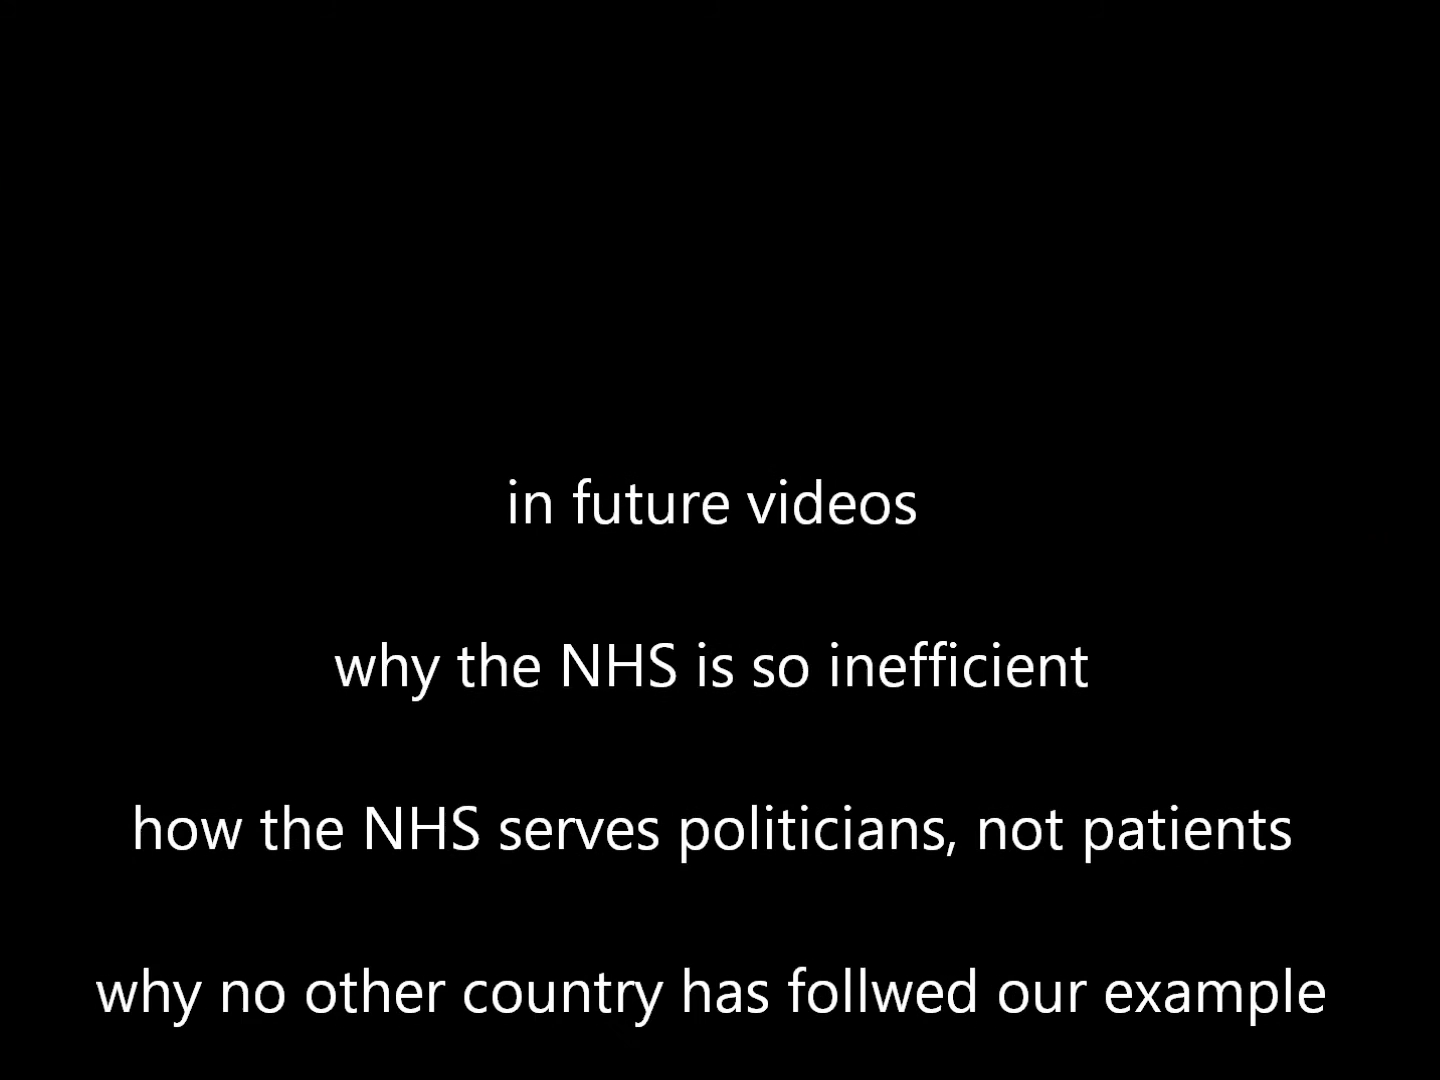 in future videos
why the NHS is so inefficient
how the NHS serves politicians, not patients
why no other country has follwed our example